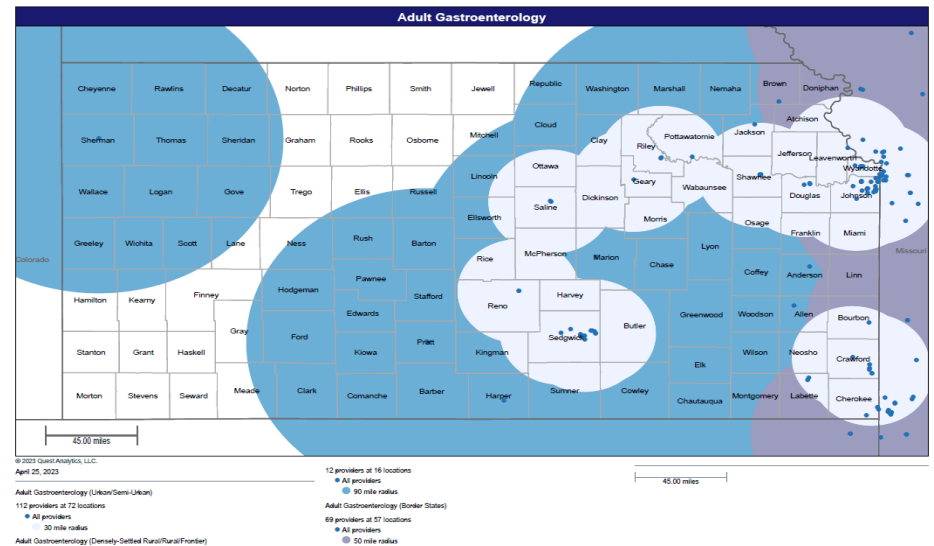 Adult Gastroenterology
Cheyenne Rawlins Decatur Norton Phillips Smith Jewell Republic Washington Marshall Nemaha Brown Doniphan
Atchison
Sherman Thomas Sheridan Graham Rooks Osborne Mitchell Cloud Clay Riley Pottawatomie Jackson
Jefferson Leavenworth
Wyandotte
Wallace Logan Gove Trego Ellis Russell Lincoln Ottawa Geary Wabaunsee Shawnee
Saline Dickinson Douglas Johnson
Ellsworth Morris Osage
Franklin Miami
Greeley Wichita Scott Lane Ness Rush Barton Rice McPherson Marion Chase Lyon
Colorado
Missouri
Hamilton Kearny Finney Hodgeman Pawnee Stafford Reno Harvey Coffey Anderson Linn
Gray Ford Edwards Sedgwick Butler Greenwood Woodson Allen Bourbon
Stanton Grant Haskell Kiowa Pratt Kingman Elk Wilson Neosho Crawford
Morton Stevens Seward Meade Clark Comanche Barber Harper Sumner Cowley Chautauqua Montgomery Labette Cherokee
45.00 miles
© 2023 Quest Analytics, LLC.
April 25, 2023
Adult Gastroenterology (Urban/Semi-Urban)
112 providers at 72 locations
All providers
30 mile radius
Adult Gastroenterology (Densely-Settled Rural/Rural/Frontier)
12 providers at 16 locations
All providers
90 mile radius
Adult Gastroenterology (Border States)
69 providers at 57 locations
All providers
50 mile radius
45.00 miles